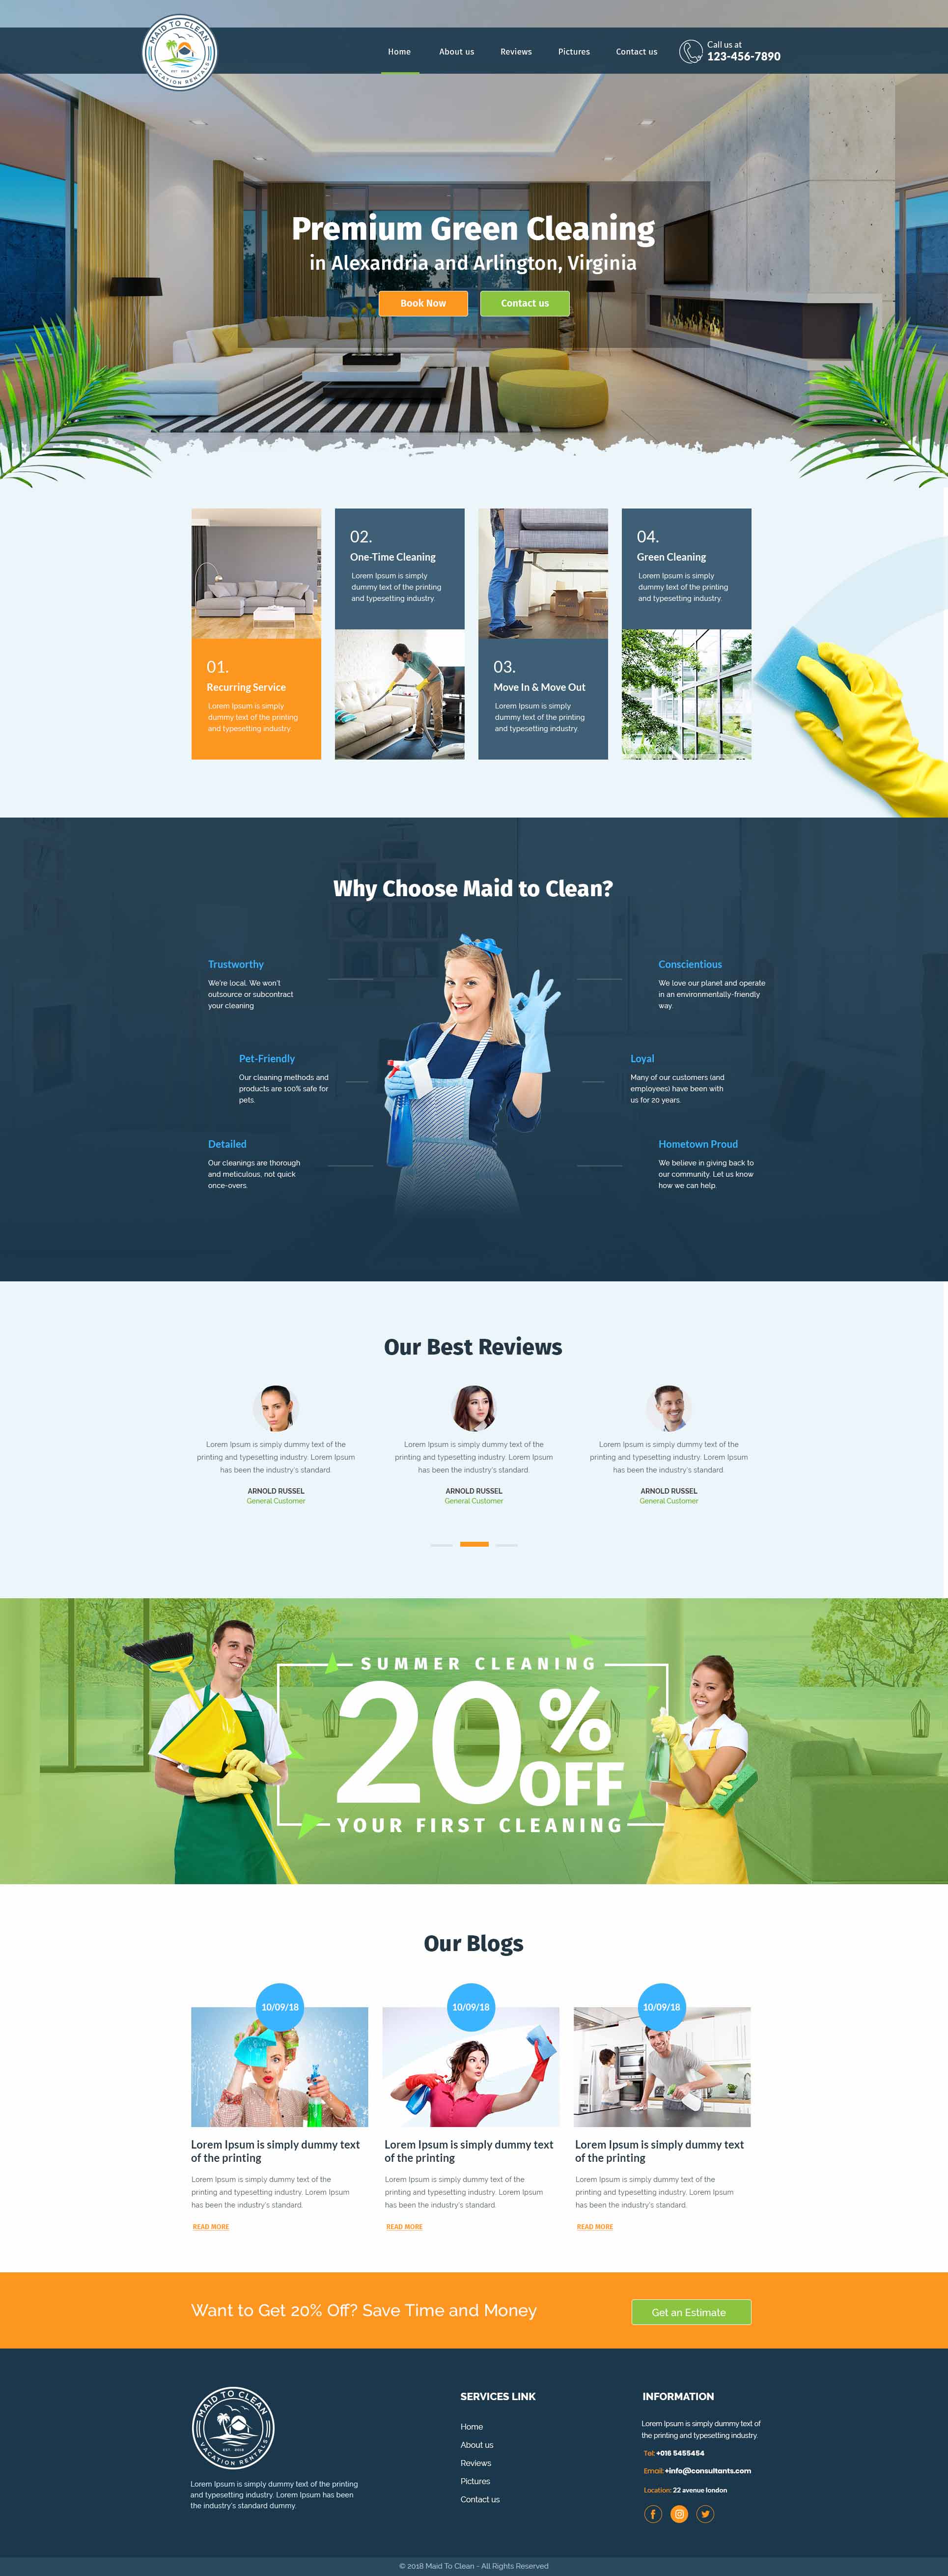 MAID TO CLEAN
EST 2018
VACATION RENTALS
Home
About us
Reviews
Pictures
Contact us
Call us at
123-456-7890
Premium Green Cleaning
in Alexandria and Arlington, Virginia
Book Now
Contact us
01.
Recurring Service
Lorem Ipsum is simply
dummy text of the printing
and typesetting industry.
02.
One-Time Cleaning
Lorem Ipsum is simply
dummy text of the printing
and typesetting industry.
03.
Move In & Move Out
Lorem Ipsum is simply
dummy text of the printing
and typesetting industry.
04.
Green Cleaning
Lorem Ipsum is simply
dummy text of the printing
and typesetting industry.
Why Choose Maid to Clean?
Trustworthy
We're local. We won't
outsource or subcontract
your cleaning
Conscientious
We love our planet and operate
in an environmentally-friendly
way.
Pet-Friendly
Our cleaning methods and
products are 100% safe for
pets.
Loyal
Many of our customers (and
employees) have been with
us for 20 years.
Detailed
Our cleanings are thorough
and meticulous, not quick
once-overs.
Hometown Proud
We believe in giving back to
our community. Let us know
how we can help.
Our Best Reviews
Lorem Ipsum is simply dummy text of the
printing and typesetting industry. Lorem Ipsum
has been the industry's standard.
ARNOLD RUSSEL
General Customer
Lorem Ipsum is simply dummy text of the
printing and typesetting industry. Lorem Ipsum
has been the industry's standard.
ARNOLD RUSSEL
General Customer
Lorem Ipsum is simply dummy text of the
printing and typesetting industry. Lorem Ipsum
has been the industry's standard.
ARNOLD RUSSEL
General Customer
SUMMER CLEANING
20%
OFF
YOUR FIRST CLEANING
Our Blogs
10/09/18
Lorem Ipsum is simply dummy text
of the printing
Lorem Ipsum is simply dummy text of the
printing and typesetting industry. Lorem Ipsum
has been the industry's standard.
READ MORE
10/09/18
Lorem Ipsum is simply dummy text
of the printing
Lorem Ipsum is simply dummy text of the
printing and typesetting industry. Lorem Ipsum
has been the industry's standard.
READ MORE
10/09/18
Lorem Ipsum is simply dummy text
of the printing
Lorem Ipsum is simply dummy text of the
printing and typesetting industry. Lorem Ipsum
has been the industry's standard.
READ MORE
Want to Get 20% Off? Save Time and Money
Get an Estimate
MAID TO CLEAN
EST 2018
VACATION RENTALS
Lorem Ipsum is simply dummy text of the printing
and typesetting industry. Lorem Ipsum has been
the industry's standard dummy.
SERVICES LINK
Home
About us
Reviews
Pictures
Contact us
INFORMATION
Lorem Ipsum is simply dummy text of
the printing and typesetting industry.
Tel: +016 5455454
Email: +info@consultants.com
Location: 22 avenue london
© 2018 Maid To Clean - All Rights Reserved